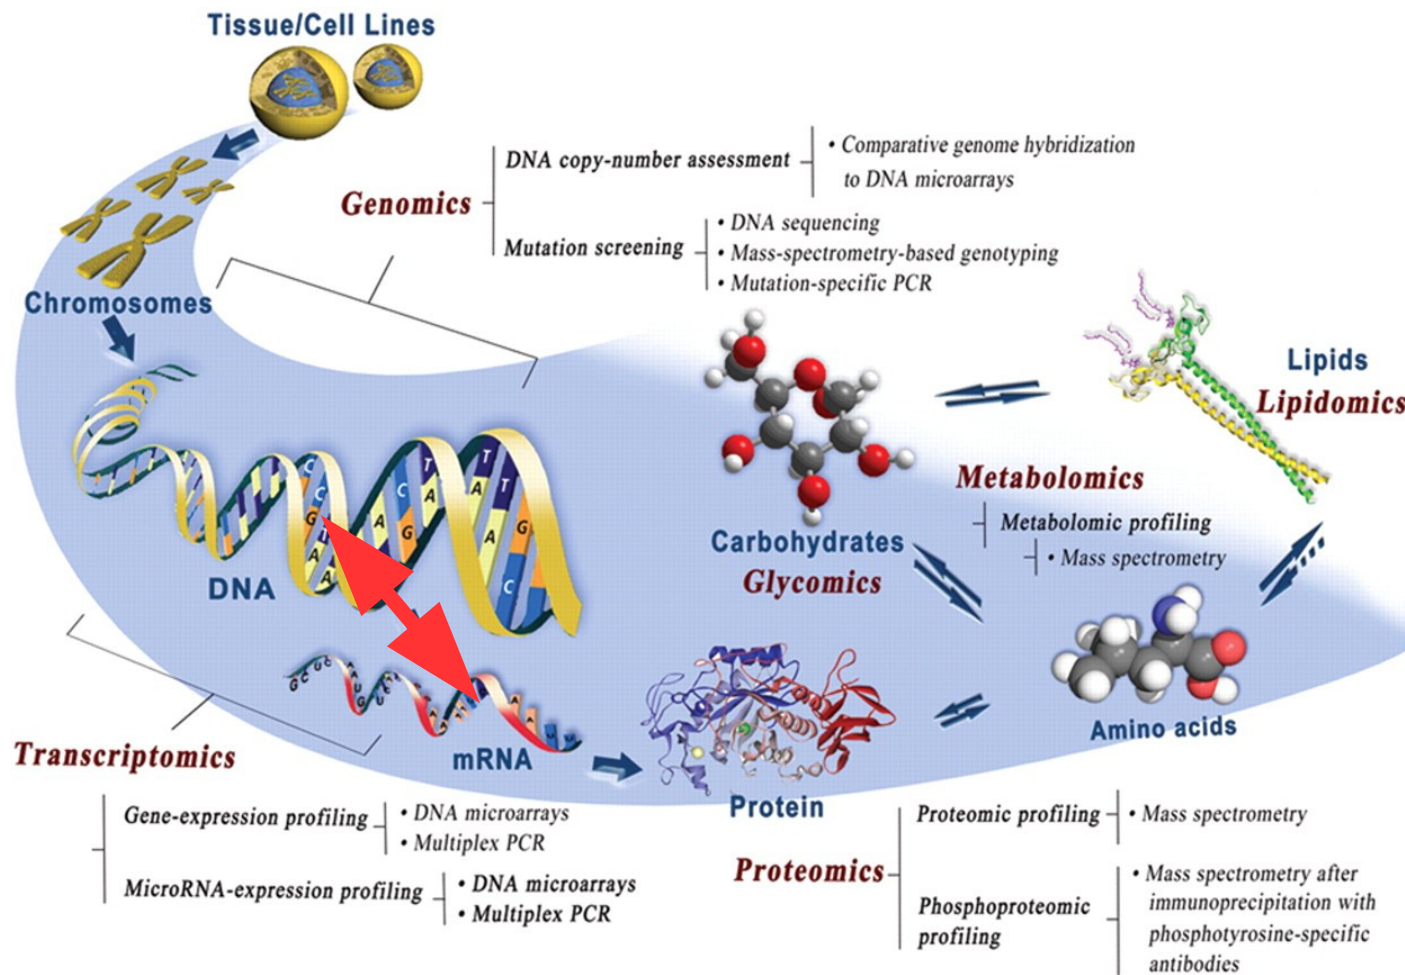 Tissue/Cell Lines
DNA copy-number assessment
• Comparative genome hybridization
to DNA microarrays
Genomics
• DNA sequencing
Mutation screening
• Mass-spectrometry-based genotyping
• Mutation-specific PCR
Chromosomes
Lipids
Lipidomics
C
C
G
T
A
A
A
C
G
T
A
T
A
T
A
G
C
DNA
Metabolomics
Metabolomic profiling
• Mass spectrometry
Carbohydrates
Glycomics
G C U C A A U G U
mRNA
Amino acids
Transcriptomics
Protein
Gene-expression profiling
• DNA microarrays
• Multiplex PCR
MicroRNA-expression profiling
• DNA microarrays
• Multiplex PCR
Proteomics
Proteomic profiling
• Mass spectrometry
Phosphoproteomic
profiling
• Mass spectrometry after
immunoprecipitation with
phosphotyrosine-specific
antibodies